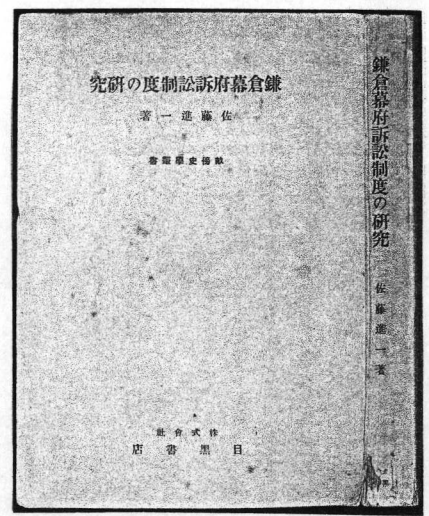 鎌倉幕府訴訟制度の研究
佐藤進一著
畝傍史學叢書
株式會社
目黒書店
鎌倉幕府訴訟制度の研究
佐藤進一著